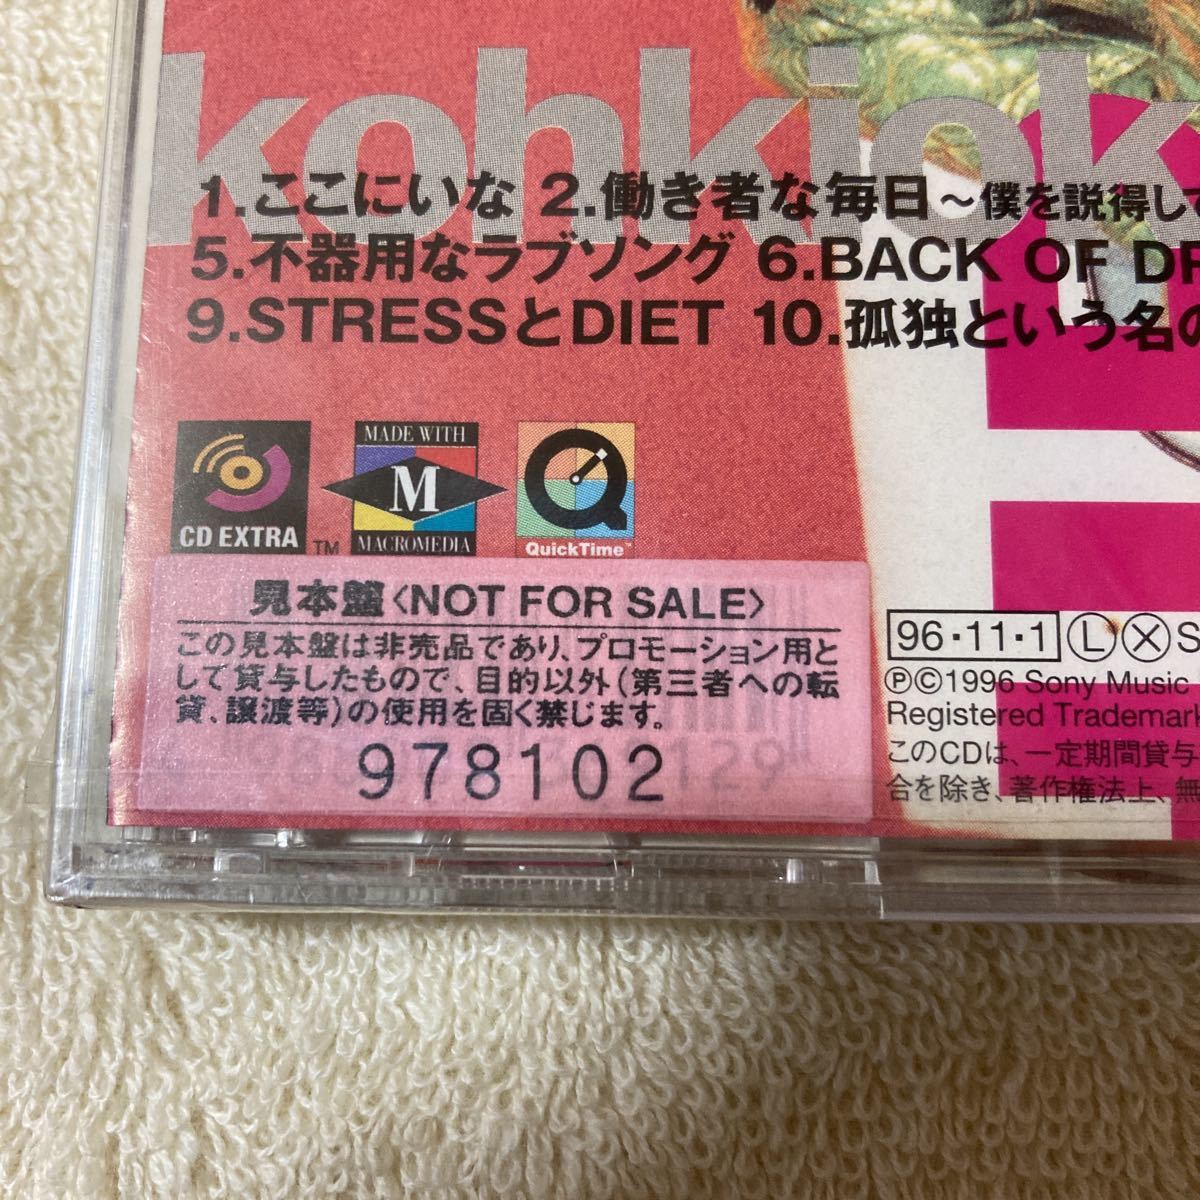 kohkiok
1.ここにいな 2.働き者な毎日～僕を説得して
5.不器用なラブソング 6.BACK OF DR
9.STRESSとDIET 10.孤独という名の
CD EXTRA
TM
MADE WITH
M
MACROMEDIA
QuickTime™
見本盤〈NOT FOR SALE〉
この見本盤は非売品であり、プロモーション用と
して貸与したもので、目的以外(第三者への転
貸、譲渡等)の使用を固く禁じます。
978102
129
96・11・1 Ⓛ Ⓧ S
Ⓟ©1996 Sony Music
Registered Trademark
このCDは、一定期間貸与
合を除き、著作権法上、無